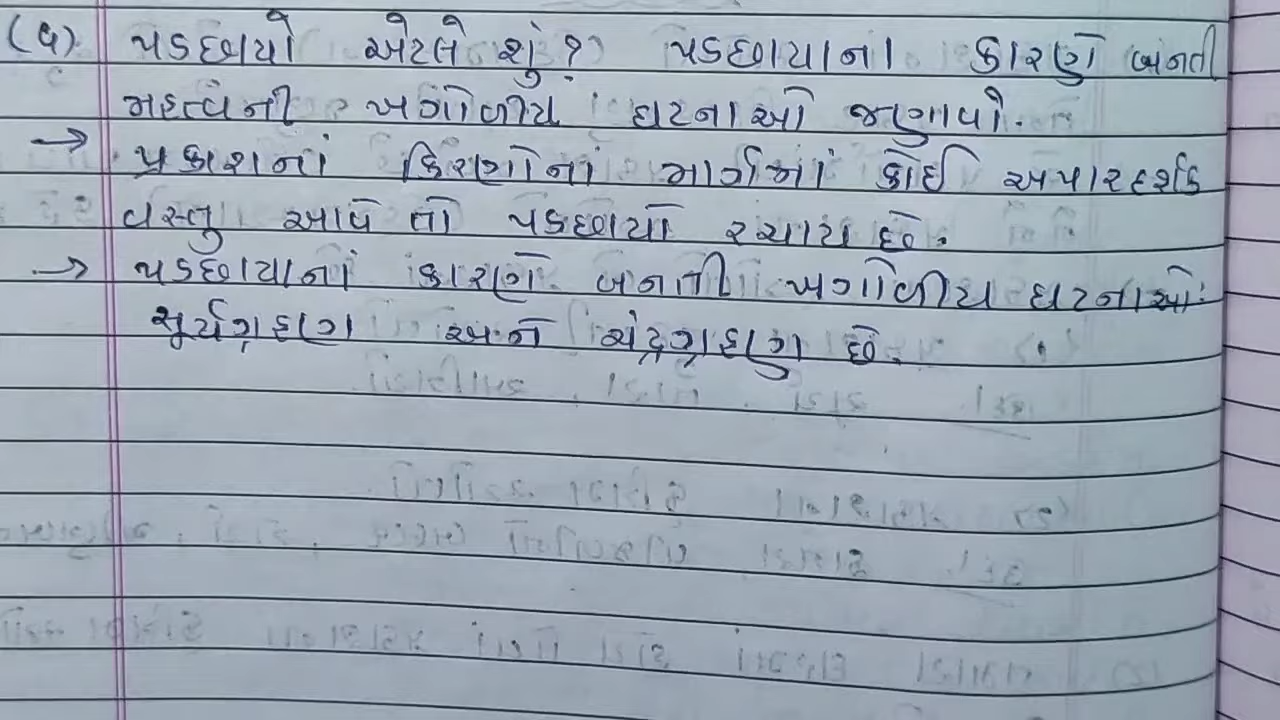 (૫) પડછાયો એટલે શું? પડછાયાના કારણે બનતી
મહત્વની ખગોળીય ઘટનાઓ જણાવો.
→ પ્રકાશનાં કિરણોનાં માર્ગમાં કોઈ અપારદર્શક
વસ્તુ આવે તો પડછાયો રચાય છે.
→ પડછાયાનાં કારણે બનતી ખગોળીય ઘટનાઓ:
સૂર્યગ્રહણ અને ચંદ્રગ્રહણ છે.